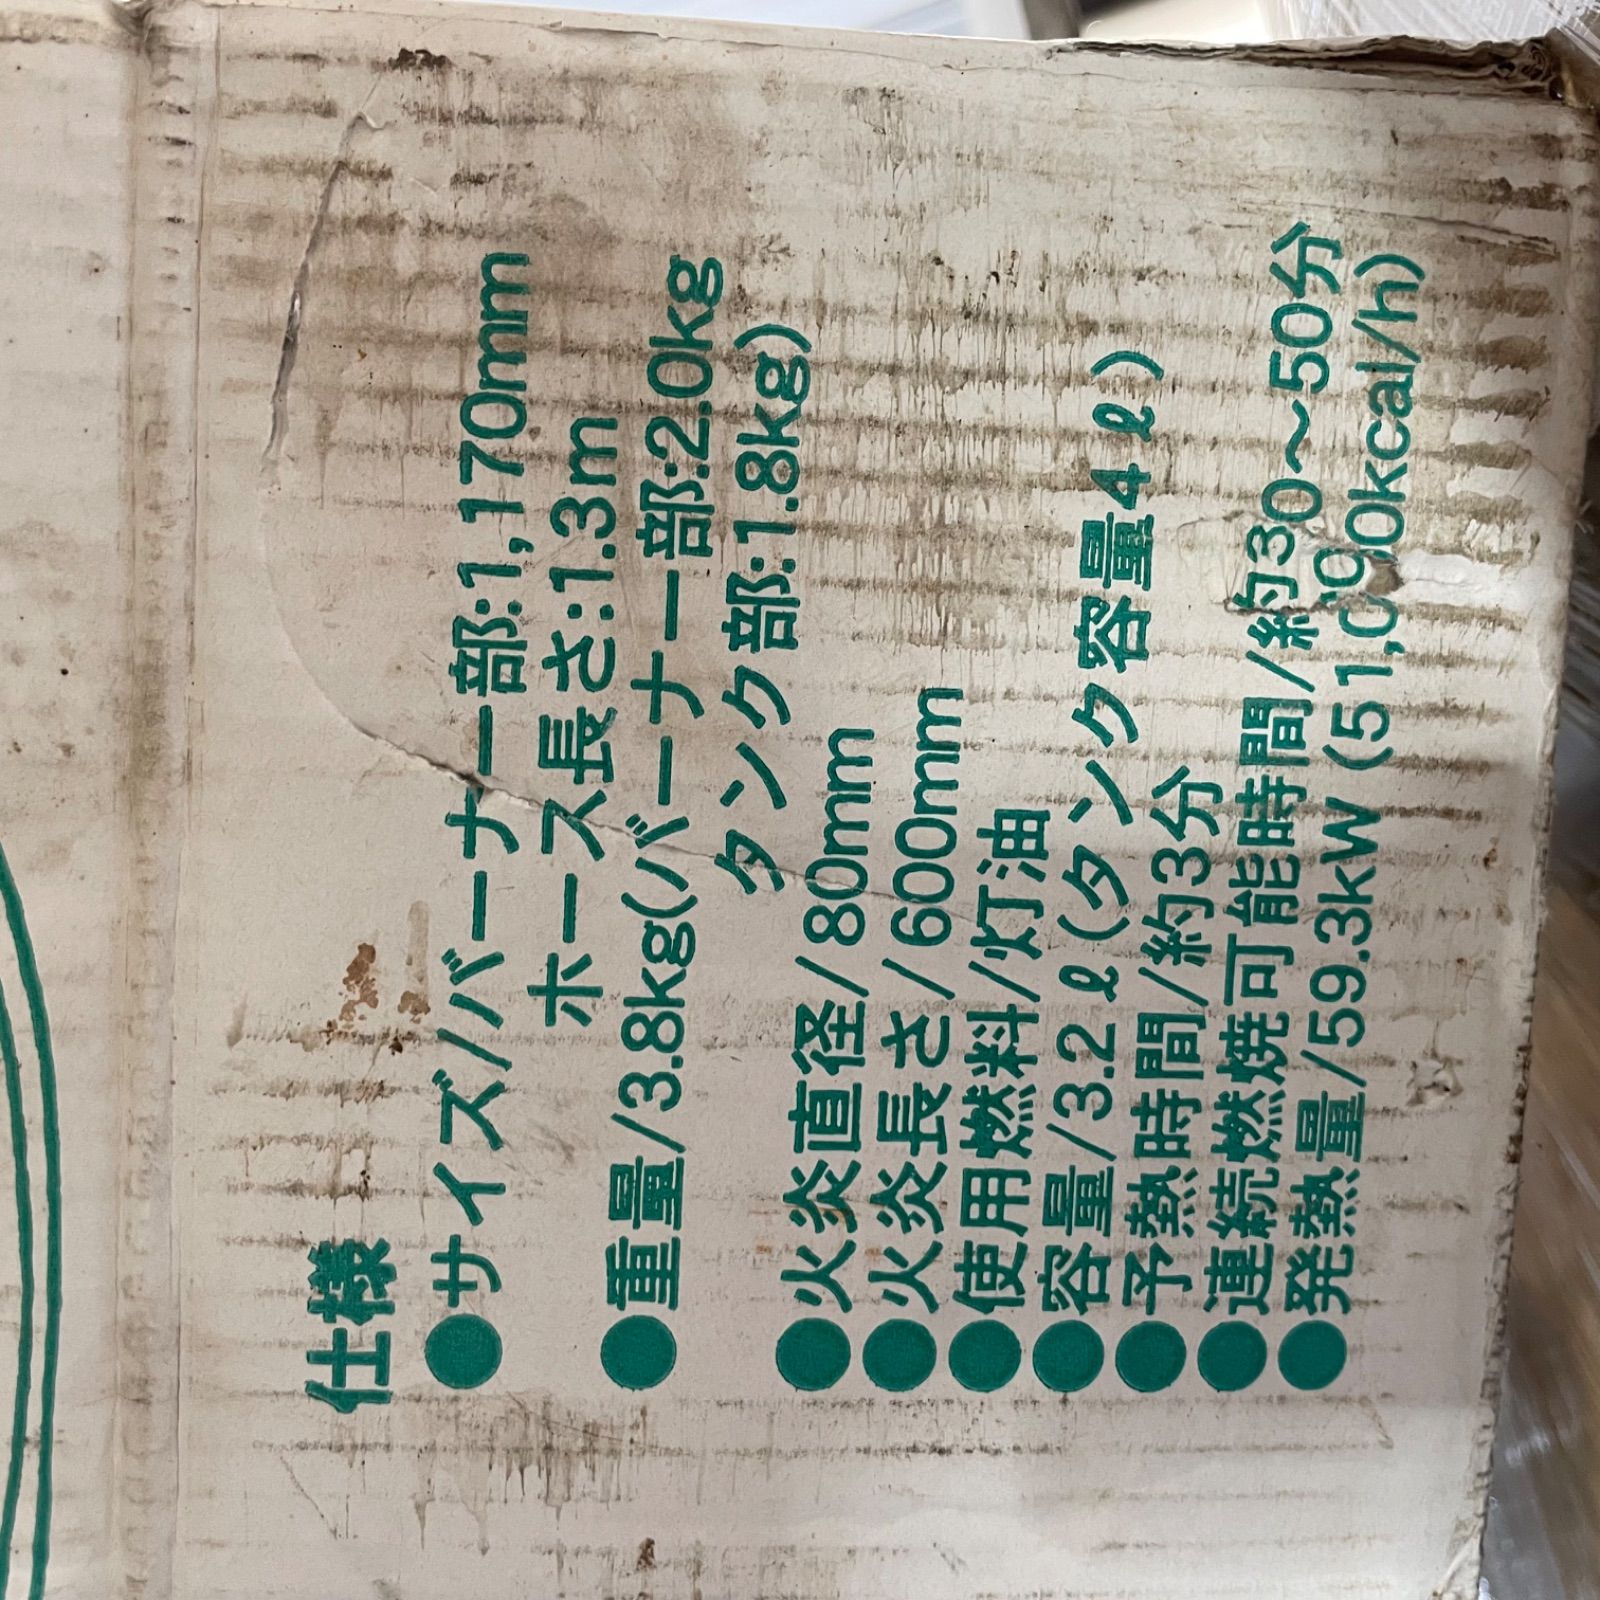 仕様
●サイズ/バーナー部:1,170mm
ホース長さ:1.3m
●重量/3.8kg(バーナー部:2.0kg
タンク部:1.8kg)
●火炎直径/80mm
●火炎長さ/600mm
●使用燃料/灯油
●容量/3.2ℓ(タンク容量4ℓ)
●予熱時間/約3分
●連続燃焼可能時間/約30〜50分
●発熱量/59.3kW (51,090kcal/h)